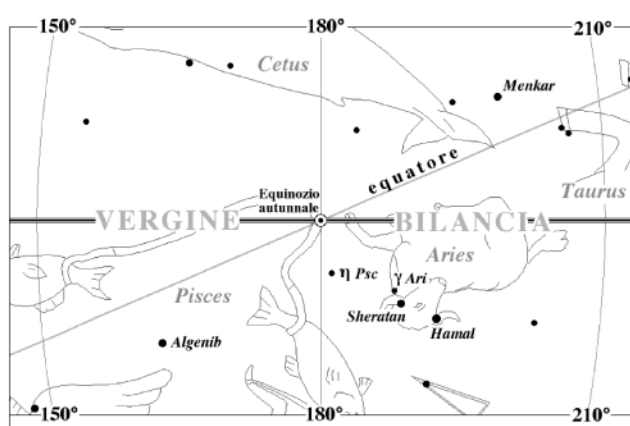 150° 180° 210°
Cetus
Menkar
equatore
Equinozio
autunnale
Taurus
VERGINE BILANCIA
Aries
η Psc γ Ari
Pisces
Sheratan
Hamal
Algenib
150° 180° 210°